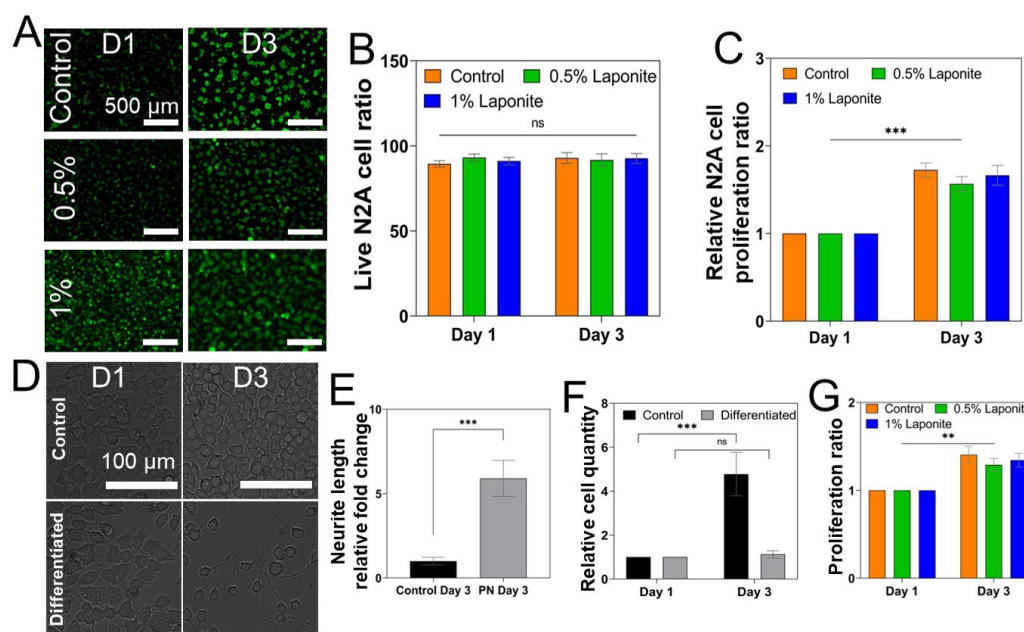 A
D1
D3
Control
500 μm
0.5%
1%
B
Live N2A cell ratio
150
100
50
0
Control
0.5% Laponite
1% Laponite
ns
Day 1
Day 3
C
Relative N2A cell
proliferation ratio
3
2
1
0
Control
0.5% Laponite
1% Laponite
***
Day 1
Day 3
D
D1
D3
Control
100 μm
Differentiated
E
Neurite length
relative fold change
10
5
0
***
Control Day 3
PN Day 3
F
Relative cell quantity
8
6
4
2
0
Control
Differentiated
***
ns
Day 1
Day 3
G
Proliferation ratio
2
1
0
Control
0.5% Laponite
1% Laponite
**
Day 1
Day 3